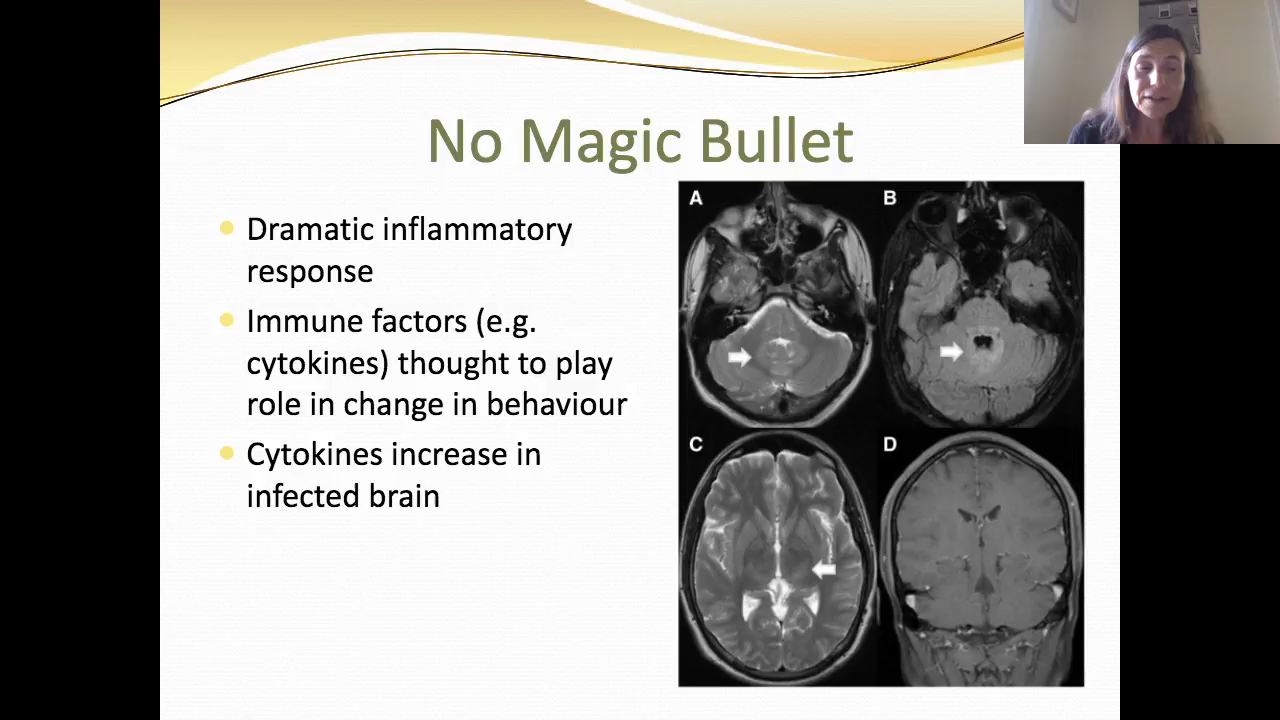 No Magic Bullet
Dramatic inflammatory
response
Immune factors (e.g.
cytokines) thought to play
role in change in behaviour
Cytokines increase in
infected brain
A
B
C
D